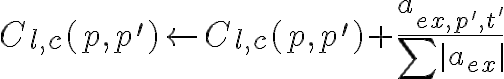 C_{l,c}(p,p') ← C_{l,c}(p,p') + \frac{a_{ex,p',t'}}{\sum |a_{ex}|}